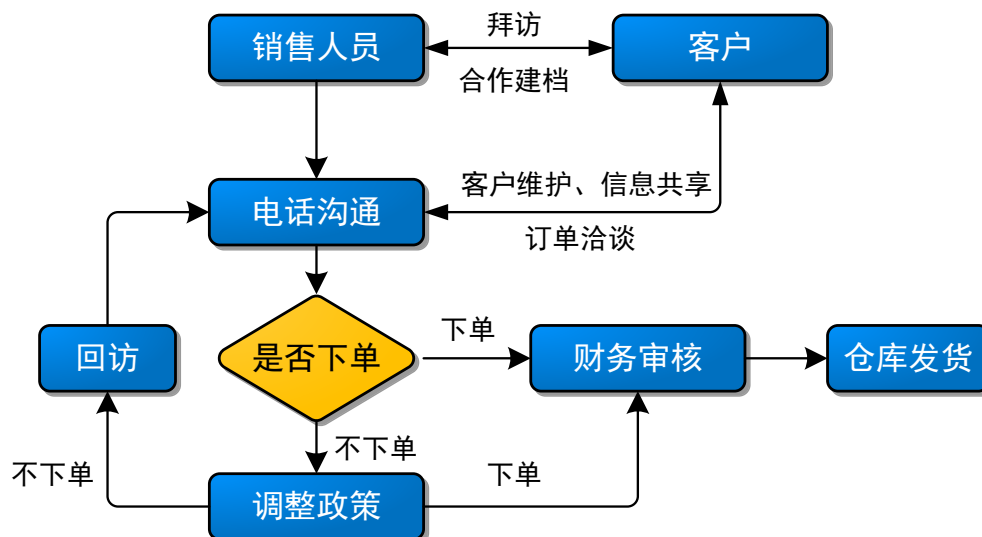 销售人员
拜访
合作建档
客户
客户维护、信息共享
电话沟通
订单洽谈
回访
是否下单
下单
财务审核
仓库发货
不下单
不下单
调整政策
下单